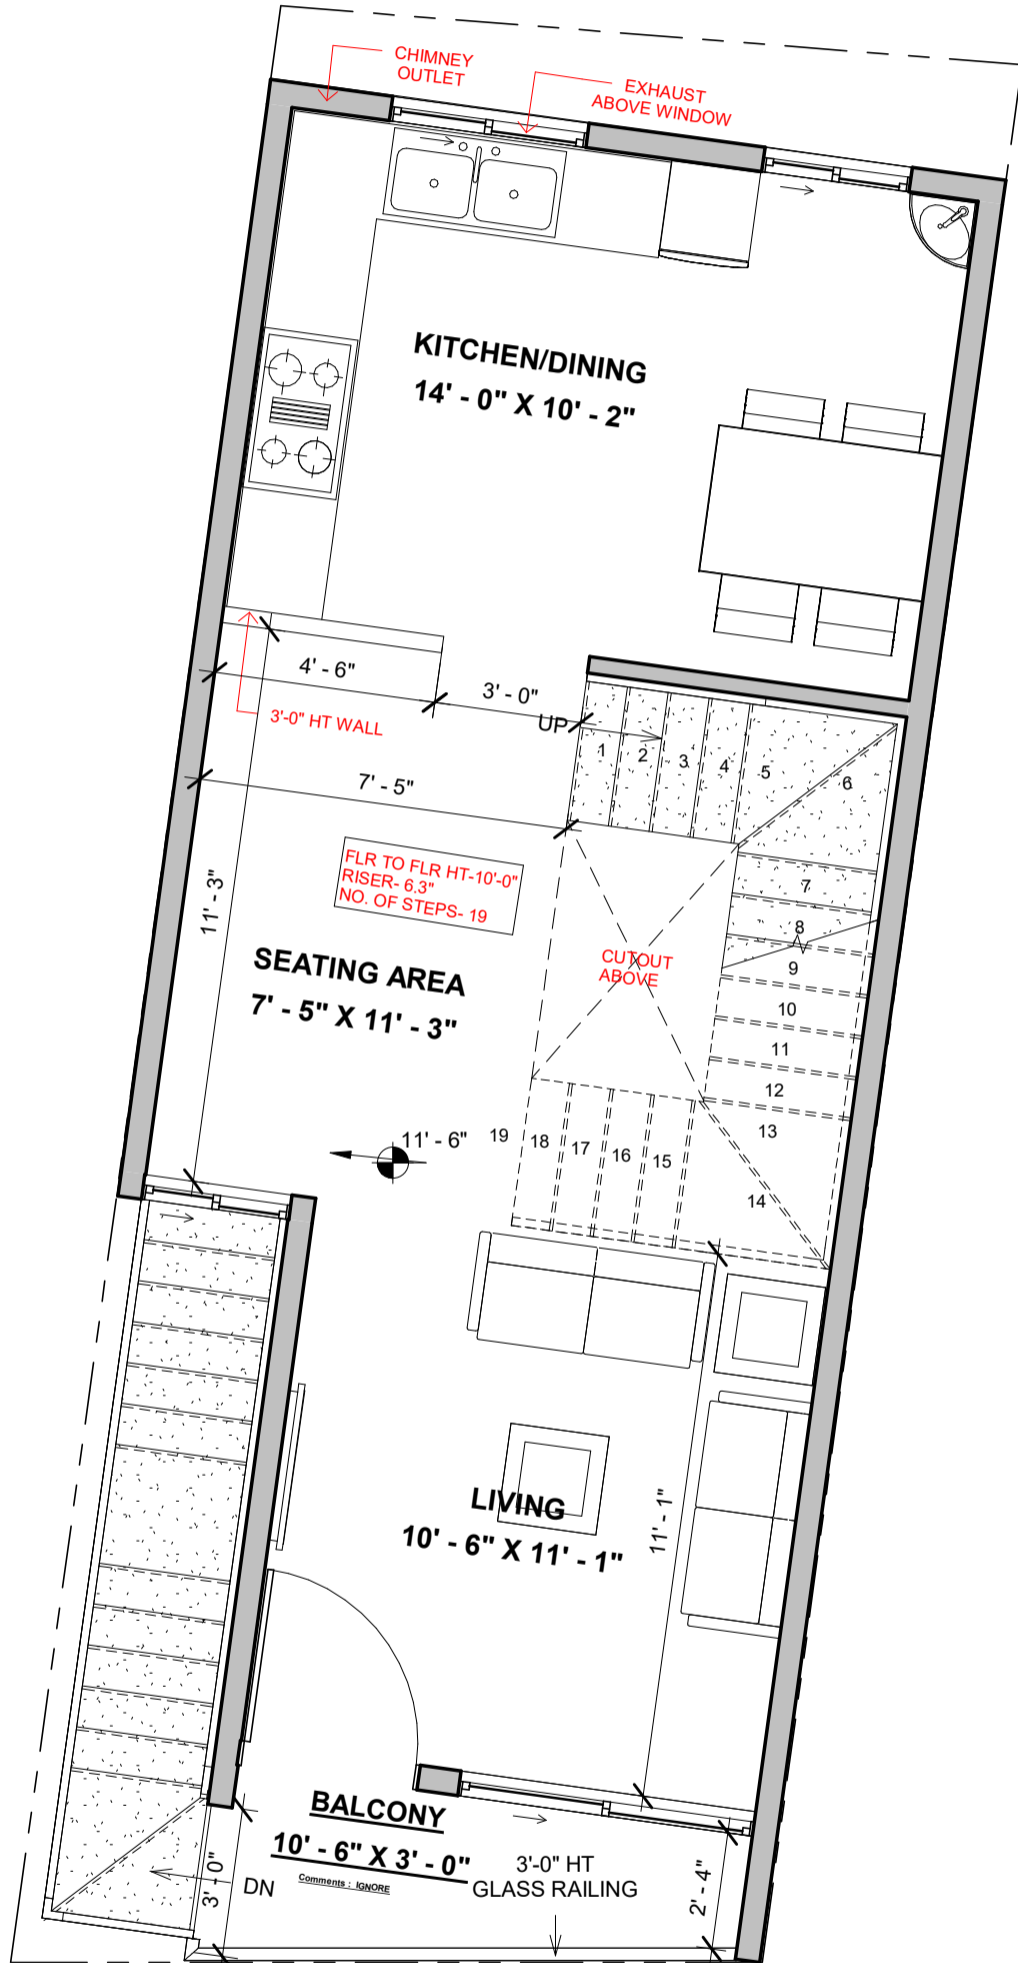 CHIMNEY
OUTLET
EXHAUST
ABOVE WINDOW
KITCHEN/DINING
14' - 0" X 10' - 2"
4' - 6"
3' - 0"
UP
3'-0" HT WALL
1
2
3
4
5
6
7' - 5"
FLR TO FLR HT-10'-0"
RISER- 6.3"
NO. OF STEPS- 19
11' - 3"
7
8
9
10
11
12
13
14
CUTOUT
ABOVE
SEATING AREA
7' - 5" X 11' - 3"
11' - 6"
19
18
17
16
15
LIVING
10' - 6" X 11' - 1"
11' - 1"
BALCONY
10' - 6" X 3' - 0"
Comments : IGNORE
3' - 0"
DN
3'-0" HT
GLASS RAILING
2' - 4"